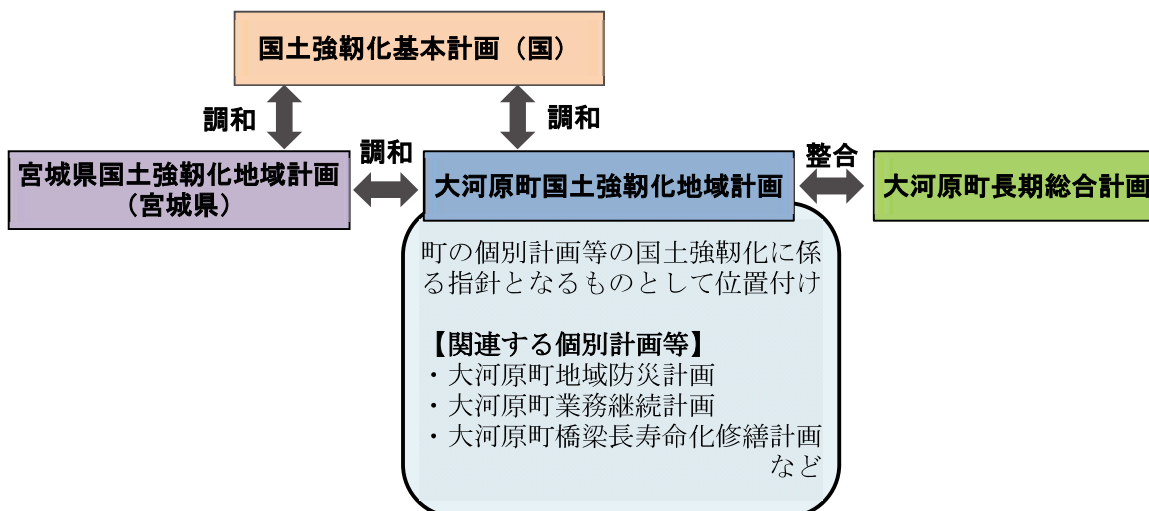 国土強靭化基本計画（国）
調和
調和
宮城県国土強靭化地域計画
（宮城県）
調和
大河原町国土強靭化地域計画
整合
大河原町長期総合計画
町の個別計画等の国土強靭化に係
る指針となるものとして位置付け
【関連する個別計画等】
・大河原町地域防災計画
・大河原町業務継続計画
・大河原町橋梁長寿命化修繕計画
など